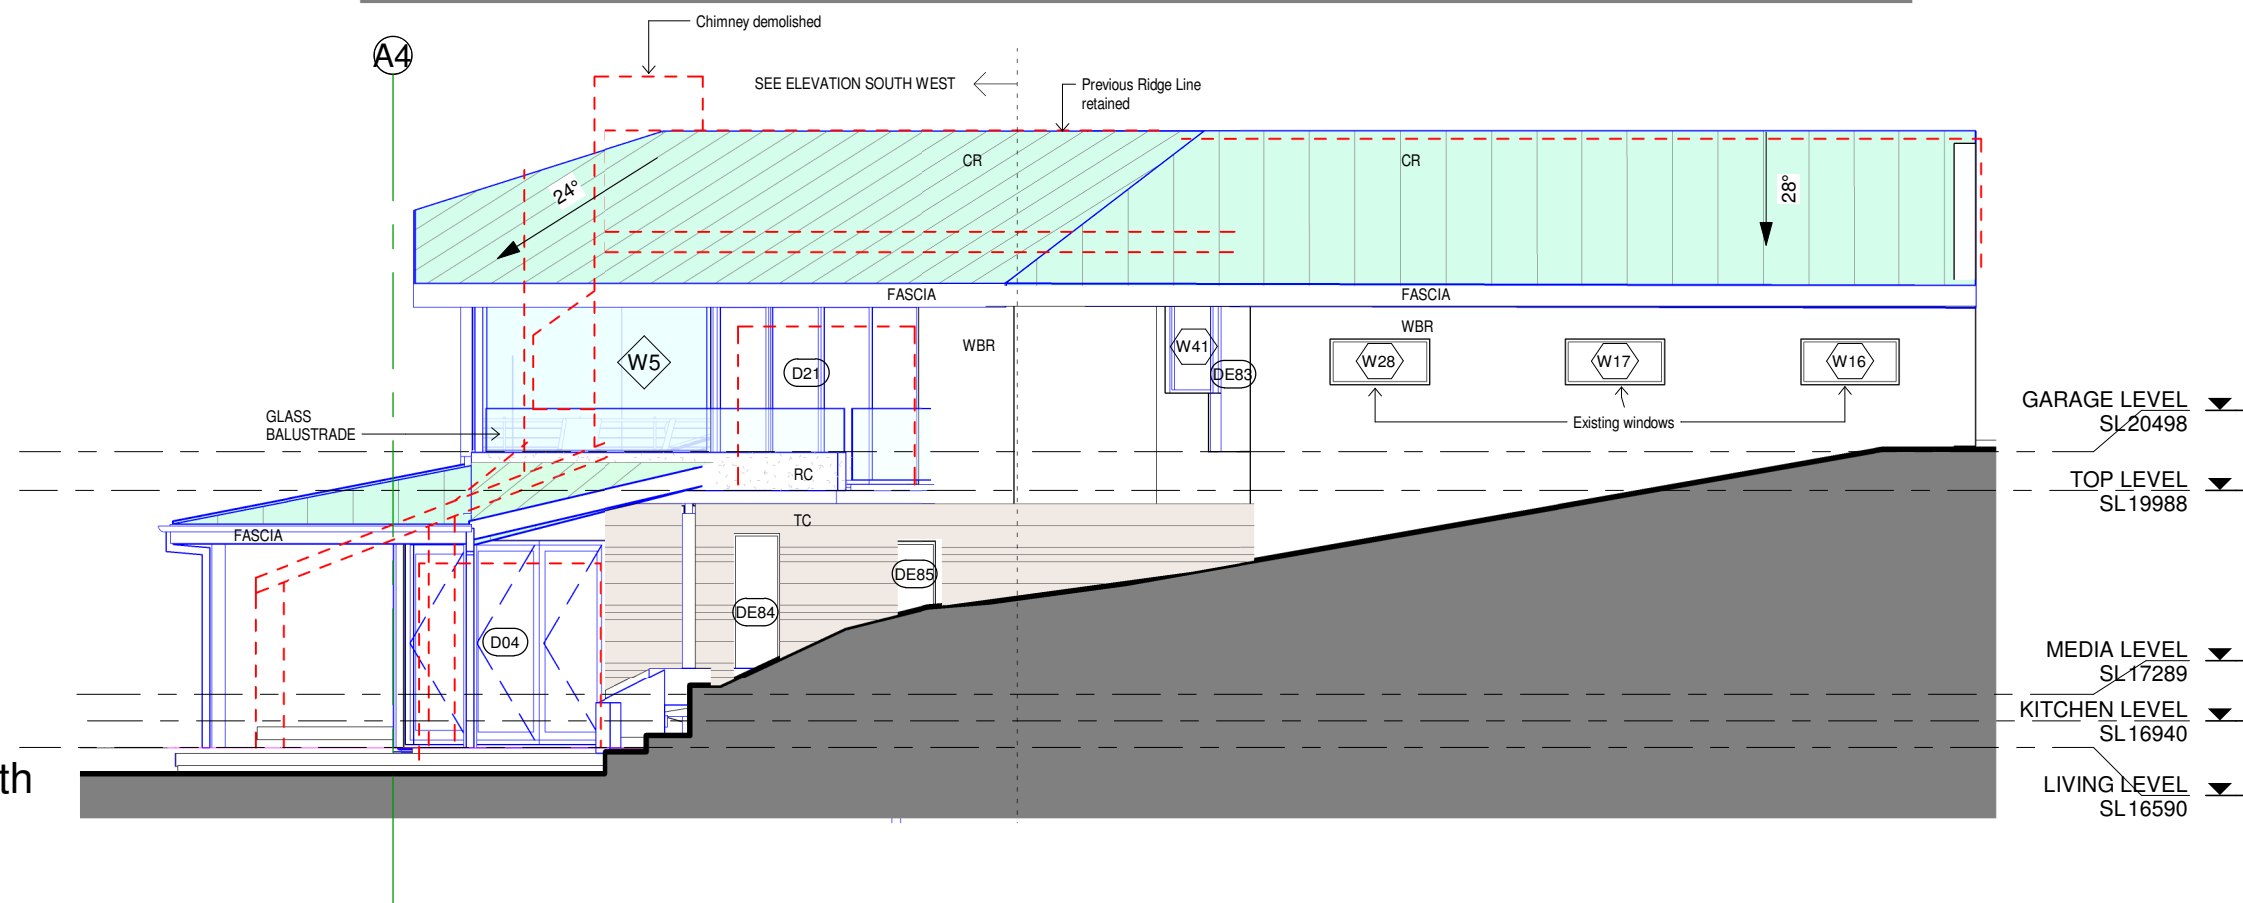 Chimney demolished
A4
SEE ELEVATION SOUTH WEST
Previous Ridge Line
retained
CR
CR
24°
28°
FASCIA
FASCIA
WBR
WBR
W5
D21
W41
DE83
W28
W17
W16
GLASS
BALUSTRADE
Existing windows
GARAGE LEVEL
SL20498
RC
TOP LEVEL
SL19988
TC
FASCIA
DE85
DE84
D04
MEDIA LEVEL
SL17289
KITCHEN LEVEL
SL16940
th
LIVING LEVEL
SL16590